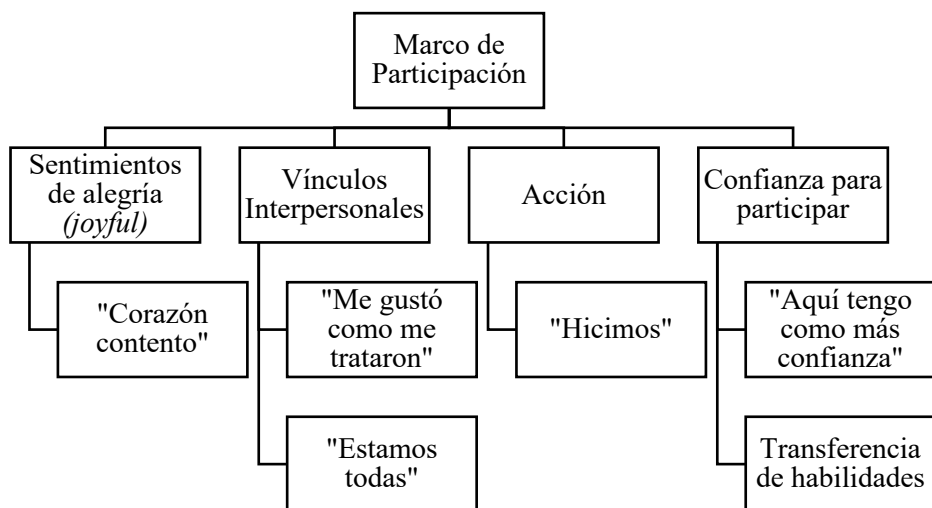 Marco de
Participación
Sentimientos
de alegría
(joyful)
Vínculos
Interpersonales
Acción
Confianza para
participar
"Corazón
contento"
"Me gustó
como me
trataron"
"Hicimos"
"Aquí tengo
como más
confianza"
"Estamos
todas"
Transferencia
de habilidades